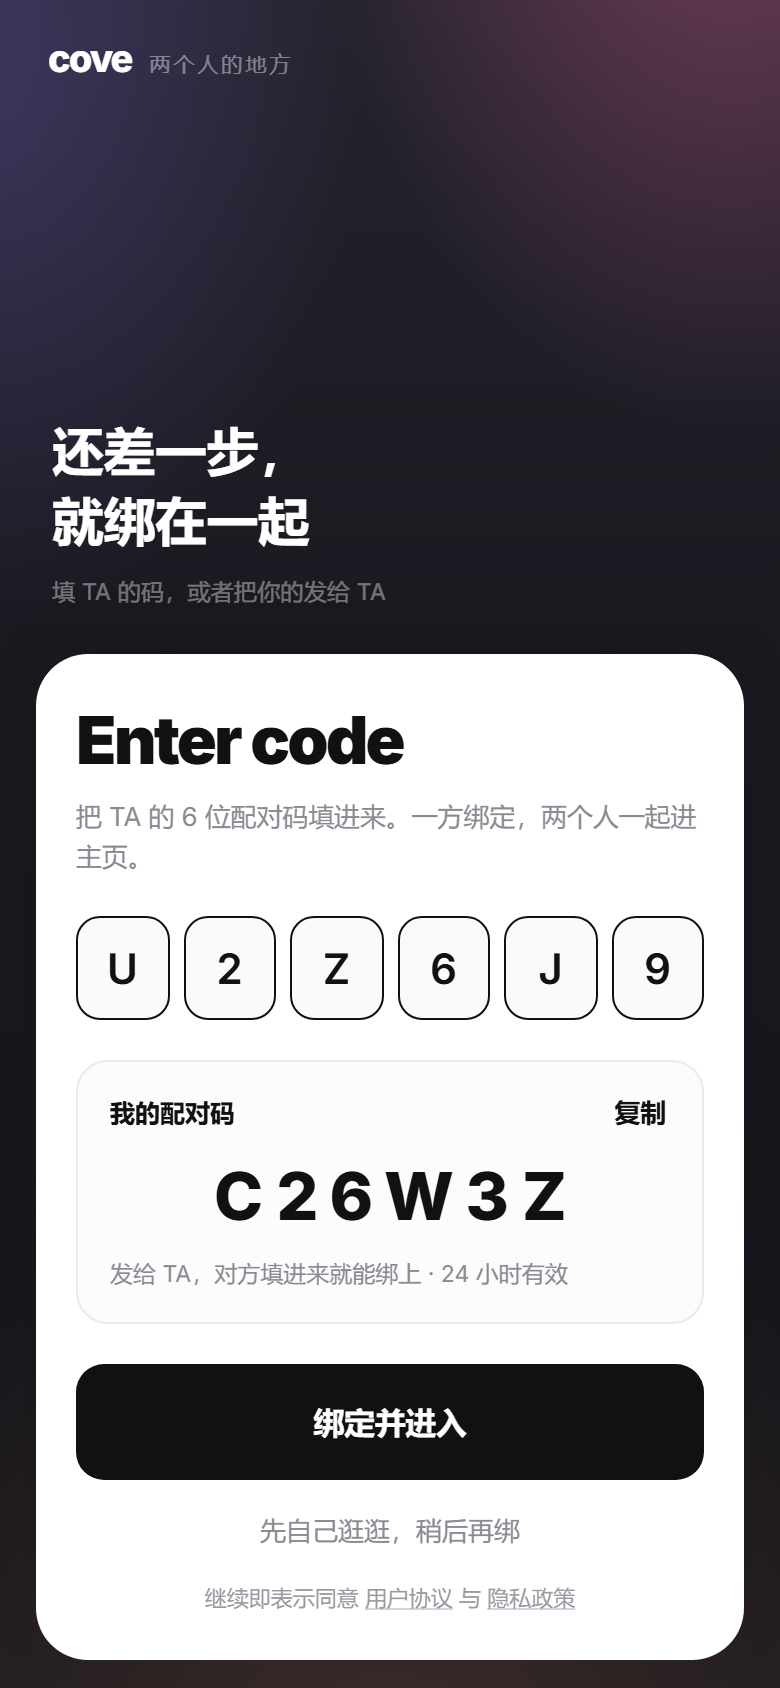 cove 两个人的地方
还差一步，
就绑在一起
填 TA 的码，或者把你的发给 TA
Enter code
把 TA 的 6 位配对码填进来。一方绑定，两个人一起进
主页。
U 2 Z 6 J 9
我的配对码 复制
C26W3Z
发给 TA，对方填进来就能绑上 · 24 小时有效
绑定并进入
先自己逛逛，稍后再绑
继续即表示同意 用户协议 与 隐私政策